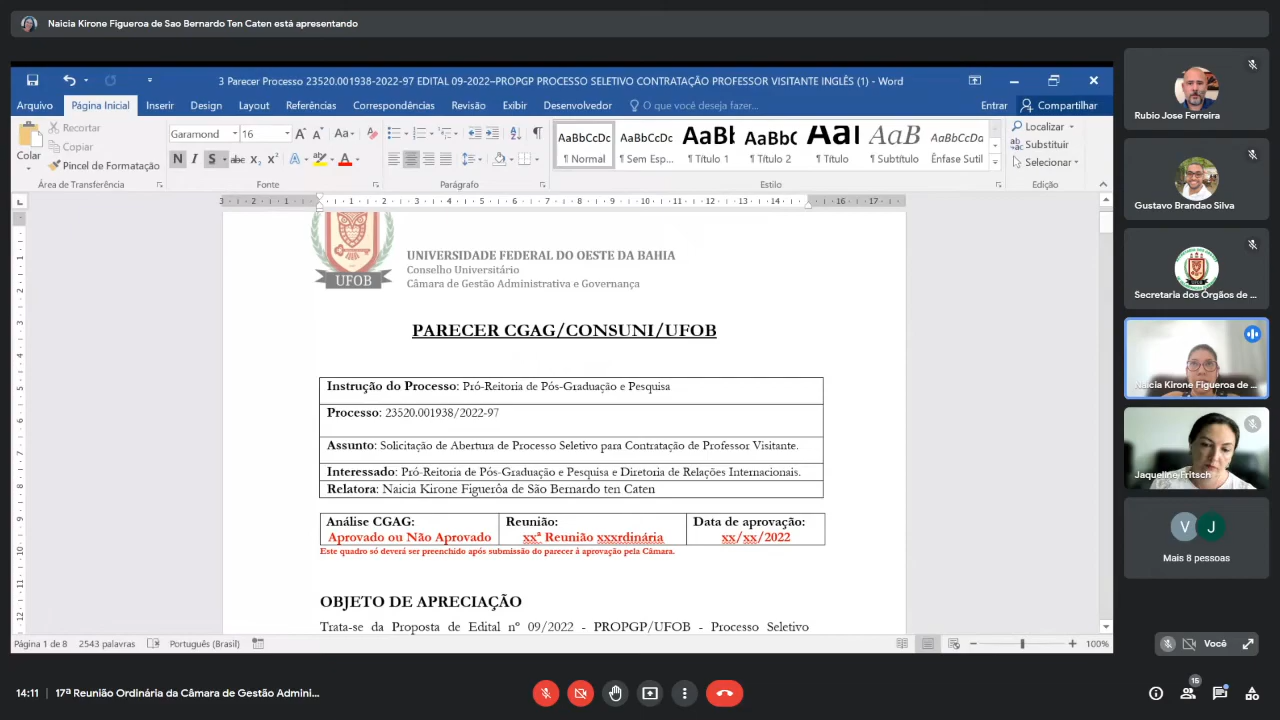 Naicia Kirone Figueroa de Sao Bernardo Ten Caten está apresentando
3 Parecer Processo 23520.001938-2022-97 EDITAL 09-2022–PROPGP PROCESSO SELETIVO CONTRATAÇÃO PROFESSOR VISITANTE INGLÊS (1) - Word
Arquivo Página Inicial Inserir Design Layout Referências Correspondências Revisão Exibir Desenvolvedor O que você deseja fazer... Entrar Compartilhar
Colar
Recortar
Copiar
Pincel de Formatação
Área de Transferência
Garamond 16
N I S abc x₂ x²
Fonte
Parágrafo
AaBbCcDc AaBbCcDc AaBb AaBbC AaI AaB AaBbCcDc
¶ Normal ¶ Sem Esp... ¶ Título 1 ¶ Título 2 ¶ Título ¶ Subtítulo Ênfase Sutil
Estilo
Localizar
Substituir
Selecionar
Edição
UFOB
UNIVERSIDADE FEDERAL DO OESTE DA BAHIA
Conselho Universitário
Câmara de Gestão Administrativa e Governança
PARECER CGAG/CONSUNI/UFOB
Instrução do Processo: Pró-Reitoria de Pós-Graduação e Pesquisa
Processo: 23520.001938/2022-97
Assunto: Solicitação de Abertura de Processo Seletivo para Contratação de Professor Visitante.
Interessado: Pró-Reitoria de Pós-Graduação e Pesquisa e Diretoria de Relações Internacionais.
Relatora: Naicia Kirone Figuerôa de São Bernardo ten Caten
Análise CGAG: Reunião: Data de aprovação:
Aprovado ou Não Aprovado xxª Reunião xxxrdinária xx/xx/2022
Este quadro só deverá ser preenchido após submissão do parecer à aprovação pela Câmara.
OBJETO DE APRECIAÇÃO
Trata-se da Proposta de Edital nº 09/2022 - PROPGP/UFOB - Processo Seletivo
Página 1 de 8 2543 palavras Português (Brasil) 100%
Rubio Jose Ferreira
Gustavo Brandao Silva
Secretaria dos Órgãos de ...
Naicia Kirone Figueroa de ...
Jaqueline Fritsch
V J
Mais 8 pessoas
Você
14:11 | 17ª Reunião Ordinária da Câmara de Gestão Admini...
15